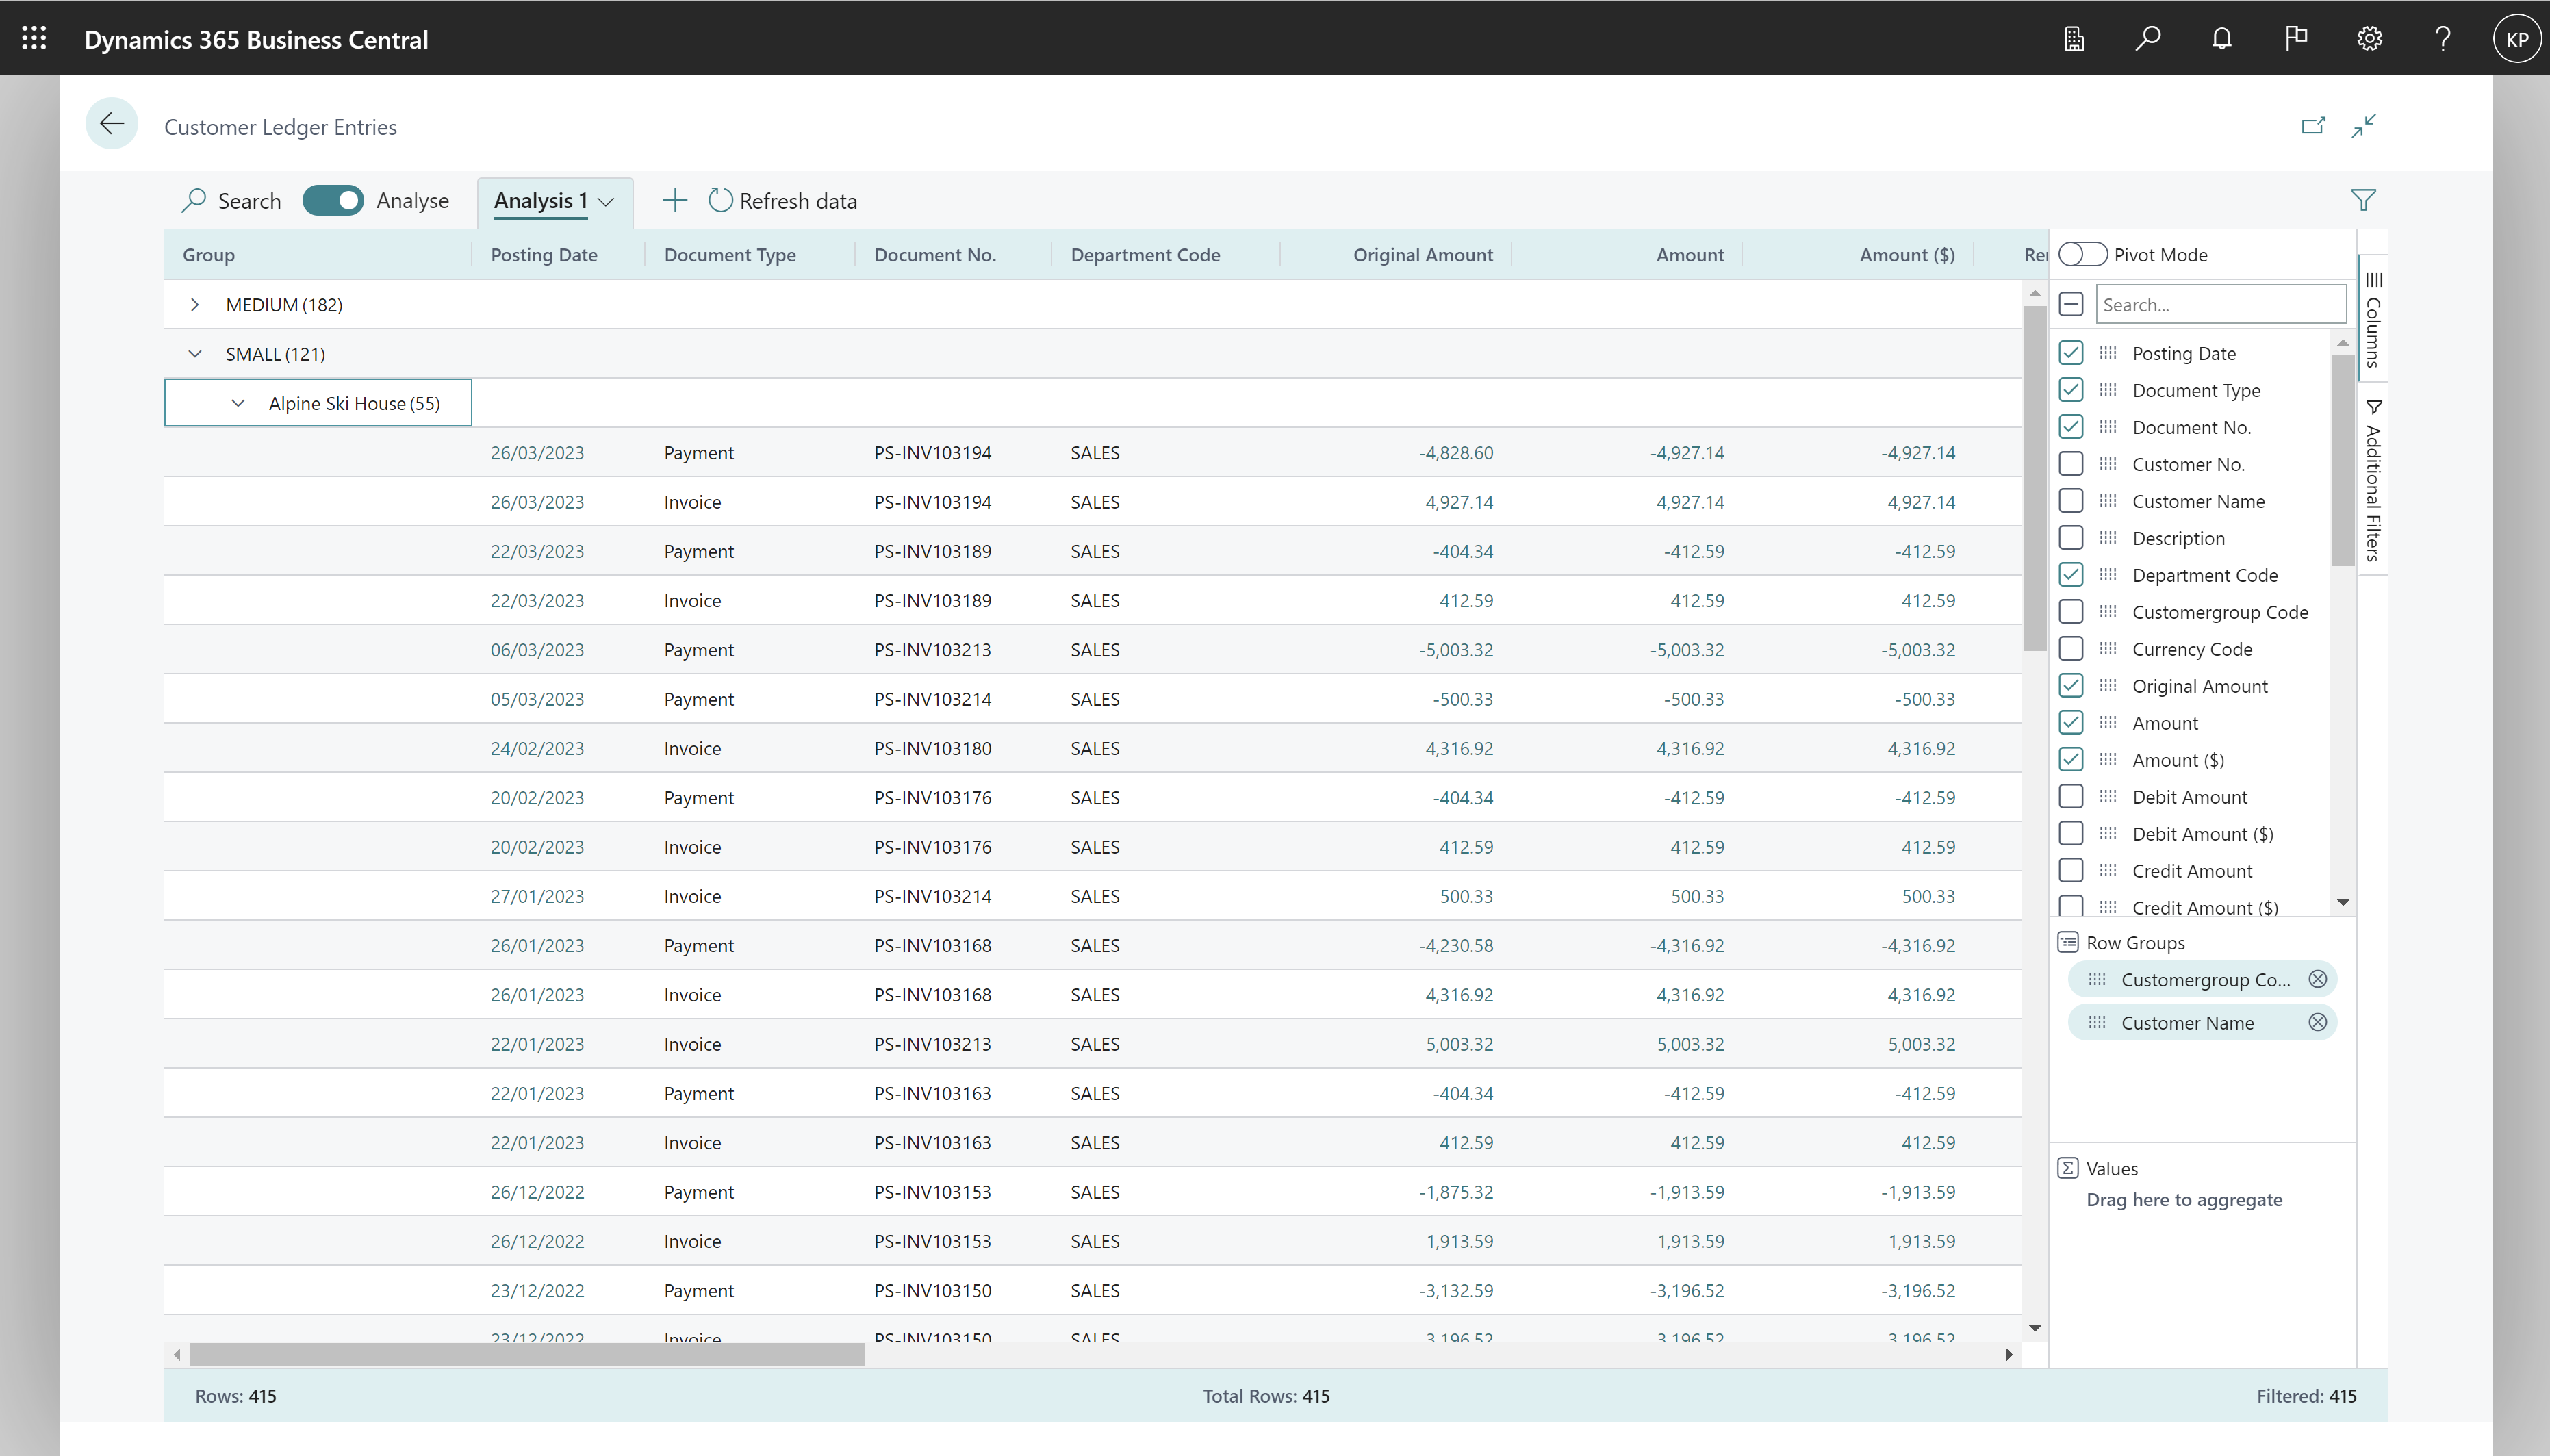 Dynamics 365 Business Central
KP
Customer Ledger Entries
Search Analyse Analysis 1 Refresh data
Group Posting Date Document Type Document No. Department Code Original Amount Amount Amount ($)
MEDIUM (182)
SMALL (121)
Alpine Ski House (55)
26/03/2023 Payment PS-INV103194 SALES -4,828.60 -4,927.14 -4,927.14
26/03/2023 Invoice PS-INV103194 SALES 4,927.14 4,927.14 4,927.14
22/03/2023 Payment PS-INV103189 SALES -404.34 -412.59 -412.59
22/03/2023 Invoice PS-INV103189 SALES 412.59 412.59 412.59
06/03/2023 Payment PS-INV103213 SALES -5,003.32 -5,003.32 -5,003.32
05/03/2023 Payment PS-INV103214 SALES -500.33 -500.33 -500.33
24/02/2023 Invoice PS-INV103180 SALES 4,316.92 4,316.92 4,316.92
20/02/2023 Payment PS-INV103176 SALES -404.34 -412.59 -412.59
20/02/2023 Invoice PS-INV103176 SALES 412.59 412.59 412.59
27/01/2023 Invoice PS-INV103214 SALES 500.33 500.33 500.33
26/01/2023 Payment PS-INV103168 SALES -4,230.58 -4,316.92 -4,316.92
26/01/2023 Invoice PS-INV103168 SALES 4,316.92 4,316.92 4,316.92
22/01/2023 Invoice PS-INV103213 SALES 5,003.32 5,003.32 5,003.32
22/01/2023 Payment PS-INV103163 SALES -404.34 -412.59 -412.59
22/01/2023 Invoice PS-INV103163 SALES 412.59 412.59 412.59
26/12/2022 Payment PS-INV103153 SALES -1,875.32 -1,913.59 -1,913.59
26/12/2022 Invoice PS-INV103153 SALES 1,913.59 1,913.59 1,913.59
23/12/2022 Payment PS-INV103150 SALES -3,132.59 -3,196.52 -3,196.52
23/12/2022 Invoice PS-INV103150 SALES 3,196.52 3,196.52 3,196.52
Pivot Mode
Search...
Posting Date
Document Type
Document No.
Customer No.
Customer Name
Description
Department Code
Customergroup Code
Currency Code
Original Amount
Amount
Amount ($)
Debit Amount
Debit Amount ($)
Credit Amount
Credit Amount ($)
Row Groups
Customergroup Co...
Customer Name
Values
Drag here to aggregate
Columns
Additional Filters
Rows: 415 Total Rows: 415 Filtered: 415